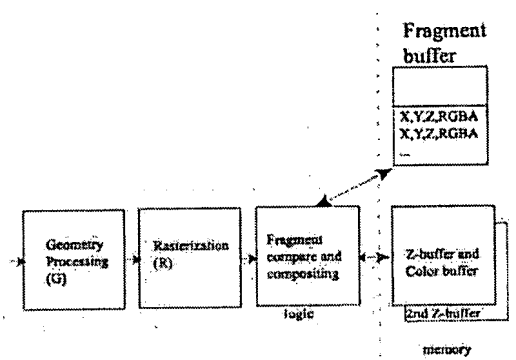 Fragment
buffer
X,Y,Z,RGBA
X,Y,Z,RGBA
...
Geometry
Processing
(G)
Rasterization
(R)
Fragment
compare and
compositing
logic
Z-buffer and
Color buffer
2nd Z-buffer
memory